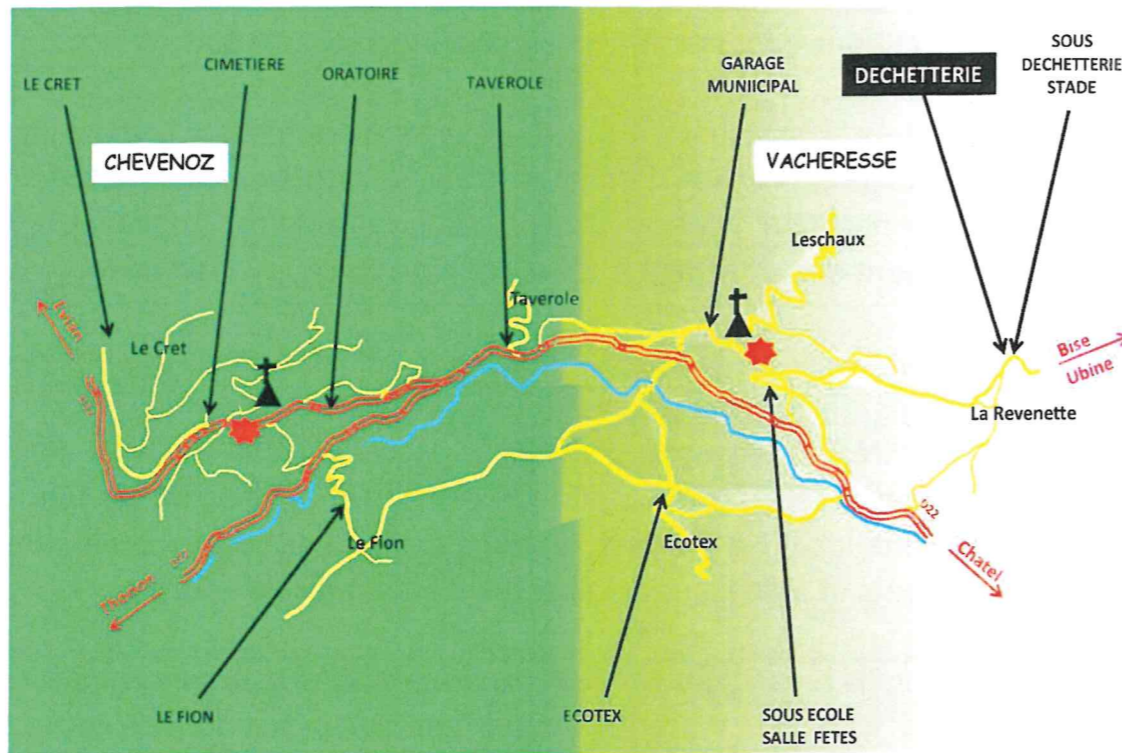 LE CRET
CIMETIERE
ORATOIRE
TAVEROLE
GARAGE
MUNIICIPAL
DECHETTERIE
SOUS
DECHETTERIE
STADE
CHEVENOZ
VACHERESSE
Leschaux
Taverole
Evian
Le Cret
Bise
Ubine
La Revenette
D22
Le Fion
Ecotex
Thonon
Chatel
LE FION
ECOTEX
SOUS ECOLE
SALLE FETES